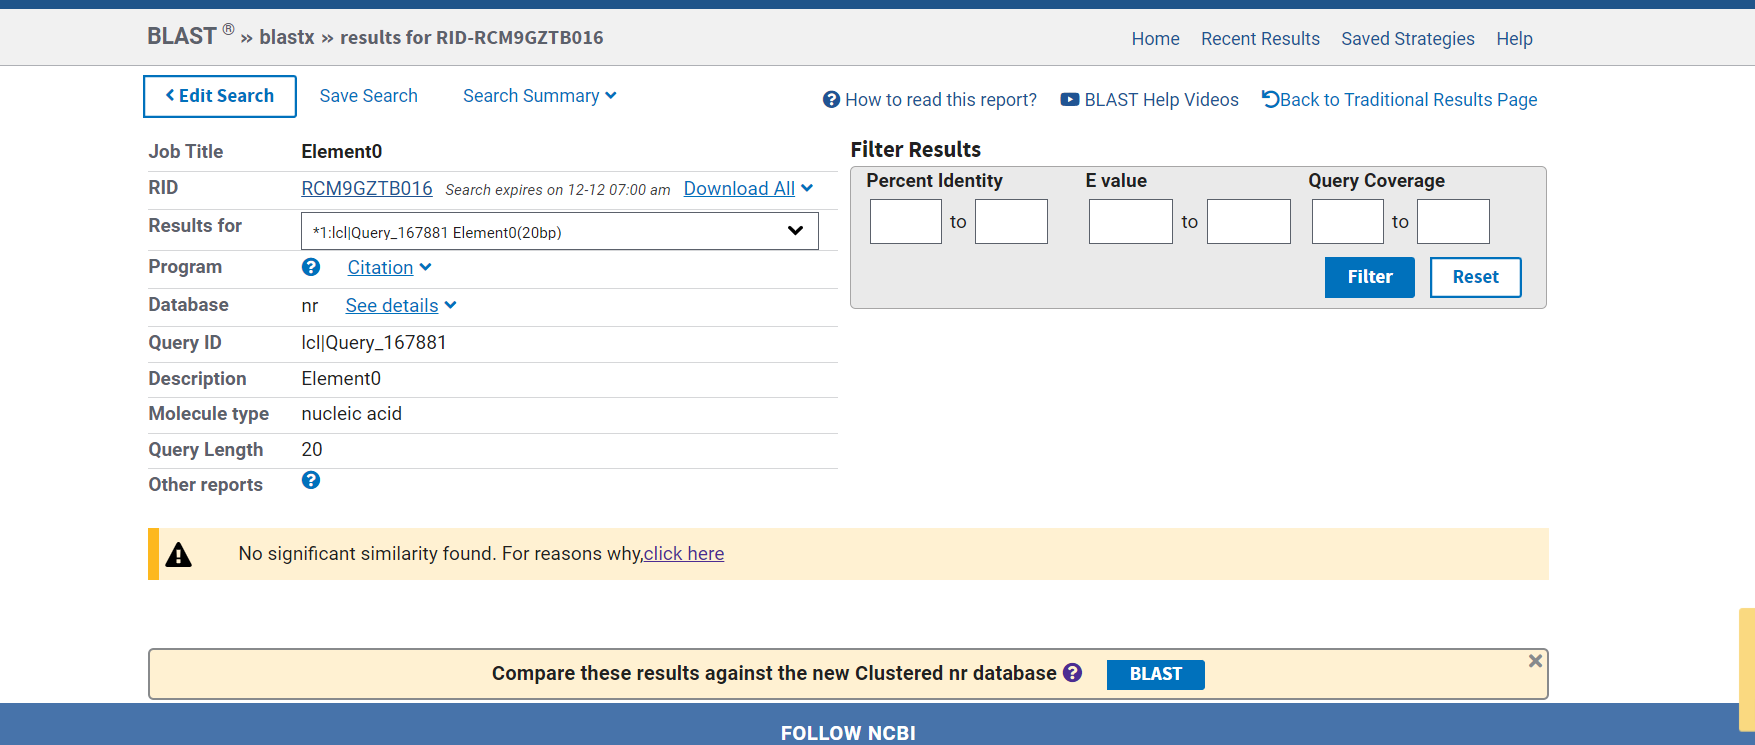 BLAST ® » blastx » results for RID-RCM9GZTB016
Home Recent Results Saved Strategies Help
Edit Search Save Search Search Summary
How to read this report? BLAST Help Videos Back to Traditional Results Page
Job Title Element0
RID RCM9GZTB016 Search expires on 12-12 07:00 am Download All
Results for *1:lcl|Query_167881 Element0(20bp)
Program ? Citation
Database nr See details
Query ID lcl|Query_167881
Description Element0
Molecule type nucleic acid
Query Length 20
Other reports ?
Filter Results
Percent Identity E value Query Coverage
to to to
Filter Reset
No significant similarity found. For reasons why,click here
Compare these results against the new Clustered nr database ? BLAST
FOLLOW NCBI